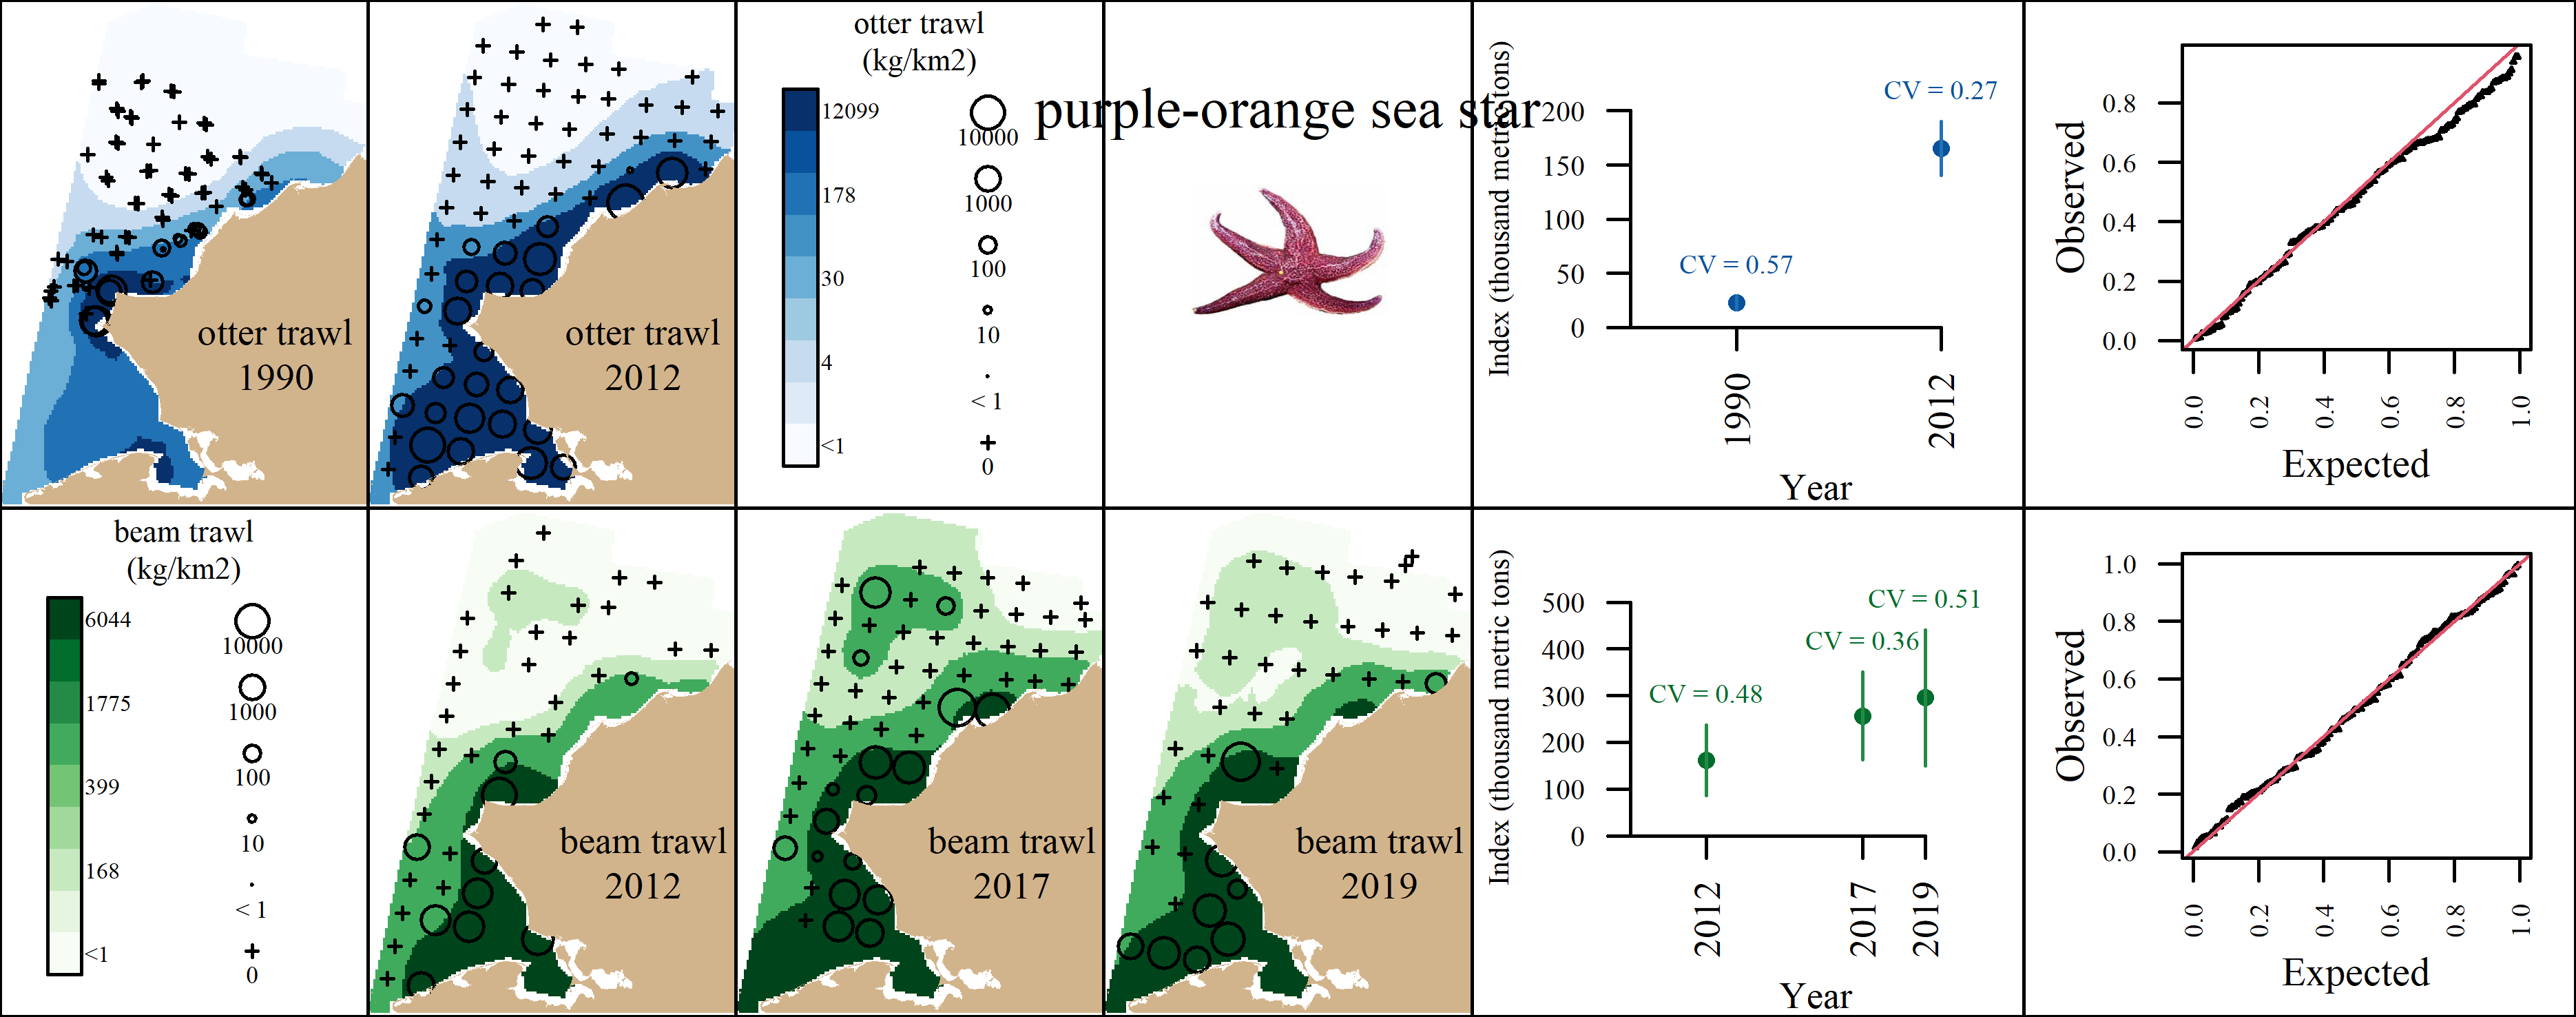 otter trawl
1990
otter trawl
2012
otter trawl
(kg/km2)
12099
178
30
4
<1
10000
1000
100
10
< 1
0
purple-orange sea star
Index (thousand metric tons)
200
150
100
50
0
CV = 0.57
CV = 0.27
1990
2012
Year
Observed
0.8
0.6
0.4
0.2
0.0
0.0
0.2
0.4
0.6
0.8
1.0
Expected
beam trawl
(kg/km2)
6044
1775
399
168
<1
10000
1000
100
10
< 1
0
beam trawl
2012
beam trawl
2017
beam trawl
2019
Index (thousand metric tons)
500
400
300
200
100
0
CV = 0.48
CV = 0.36
CV = 0.51
2012
2017
2019
Year
Observed
1.0
0.8
0.6
0.4
0.2
0.0
0.0
0.2
0.4
0.6
0.8
1.0
Expected